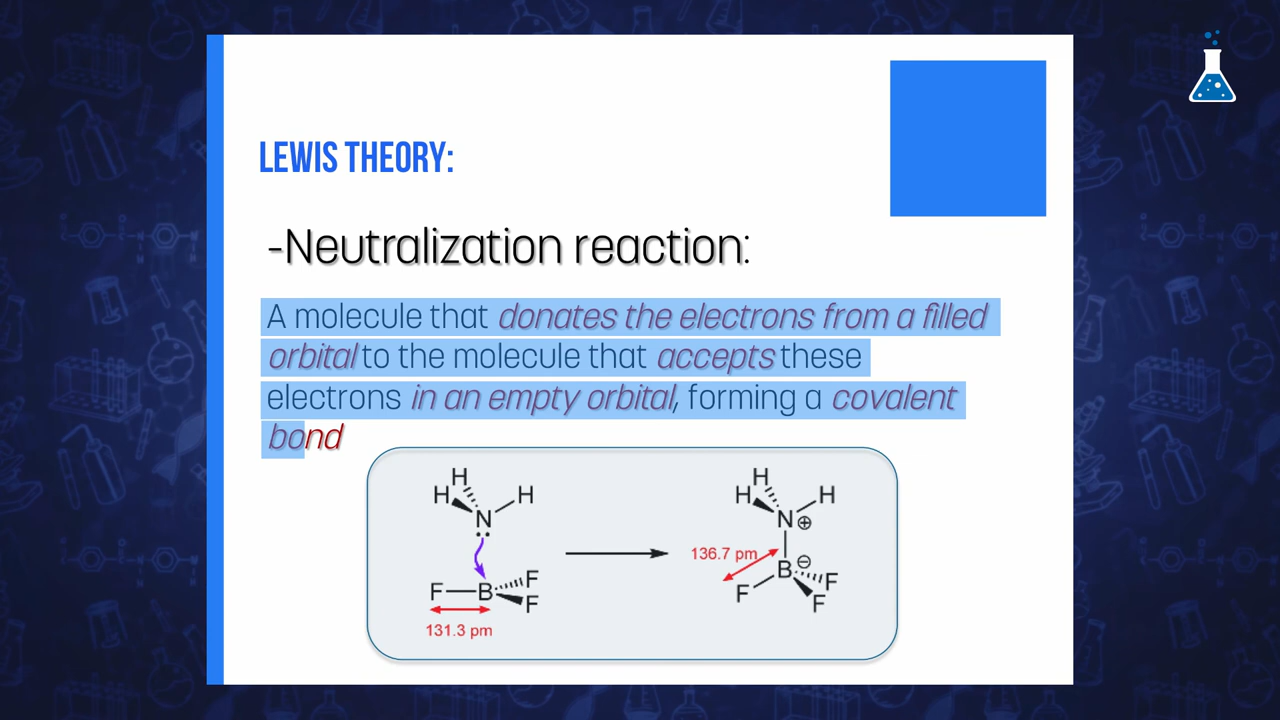 LEWIS THEORY:
-Neutralization reaction:
A molecule that donates the electrons from a filled
orbital to the molecule that accepts these
electrons in an empty orbital, forming a covalent
bond
H
H H
N
F B F
F
131.3 pm
H
H H
N ⊕
136.7 pm
B ⊖
F F
F